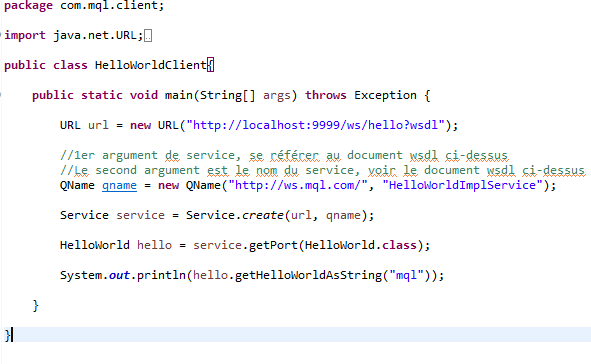 package com.mql.client;
import java.net.URL;
public class HelloWorldClient{
public static void main(String[] args) throws Exception {
URL url = new URL("http://localhost:9999/ws/hello?wsdl");
//1er argument de service, se référer au document wsdl ci-dessus
//Le second argument est le nom du service, voir le document wsdl ci-dessus
QName qname = new QName("http://ws.mql.com/", "HelloWorldImplService");
Service service = Service.create(url, qname);
HelloWorld hello = service.getPort(HelloWorld.class);
System.out.println(hello.getHelloWorldAsString("mql"));
}
}